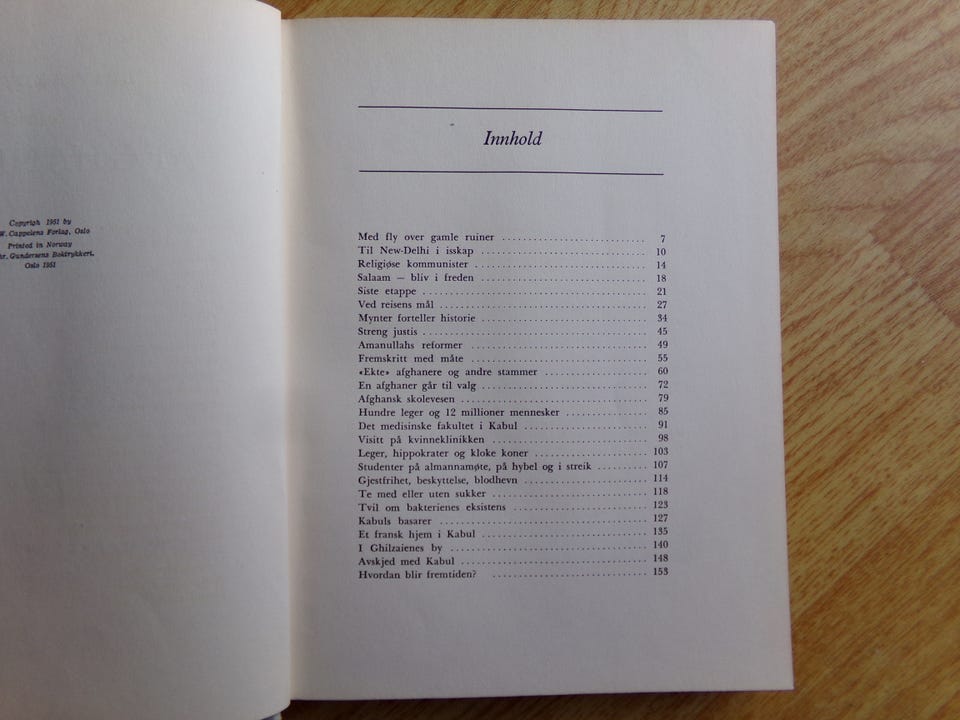 Copyrigh 1951 by
W. Cappelens Forlag, Oslo
Printed in Norway
hr. Gundersens Boktrykkeri.
Oslo 1951
Innhold
Med fly over gamle ruiner 7
Til New-Delhi i isskap 10
Religiøse kommunister 14
Salaam — bliv i freden 18
Siste etappe 21
Ved reisens mål 27
Mynter forteller historie 34
Streng justis 45
Amanullahs reformer 49
Fremskritt med måte 55
«Ekte» afghanere og andre stammer 60
En afghaner går til valg 72
Afghansk skolevesen 79
Hundre leger og 12 millioner mennesker 85
Det medisinske fakultet i Kabul 91
Visitt på kvinneklinikken 98
Leger, hippokrater og kloke koner 103
Studenter på almannamøte, på hybel og i streik 107
Gjestfrihet, beskyttelse, blodhevn 114
Te med eller uten sukker 118
Tvil om bakterienes eksistens 123
Kabuls basarer 127
Et fransk hjem i Kabul 135
I Ghilzaienes by 140
Avskjed med Kabul 148
Hvordan blir fremtiden? 153